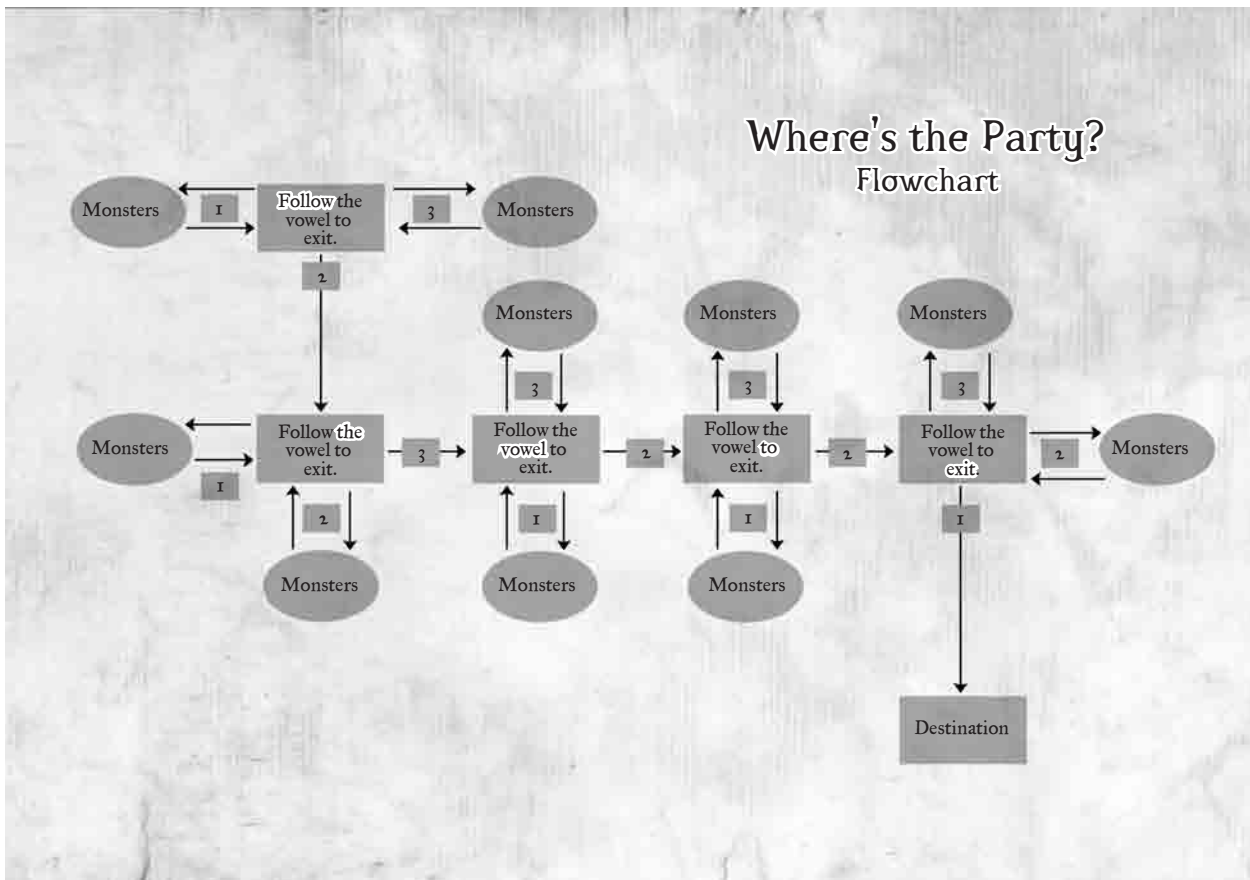 Where's the Party?
Flowchart
Monsters
1
Follow the
vowel to
exit.
3
Monsters
2
Monsters
Monsters
Monsters
3
3
3
Monsters
1
Follow the
vowel to
exit.
3
Follow the
vowel to
exit.
2
Follow the
vowel to
exit.
2
Follow the
vowel to
exit.
2
Monsters
2
1
1
1
Monsters
Monsters
Monsters
Destination